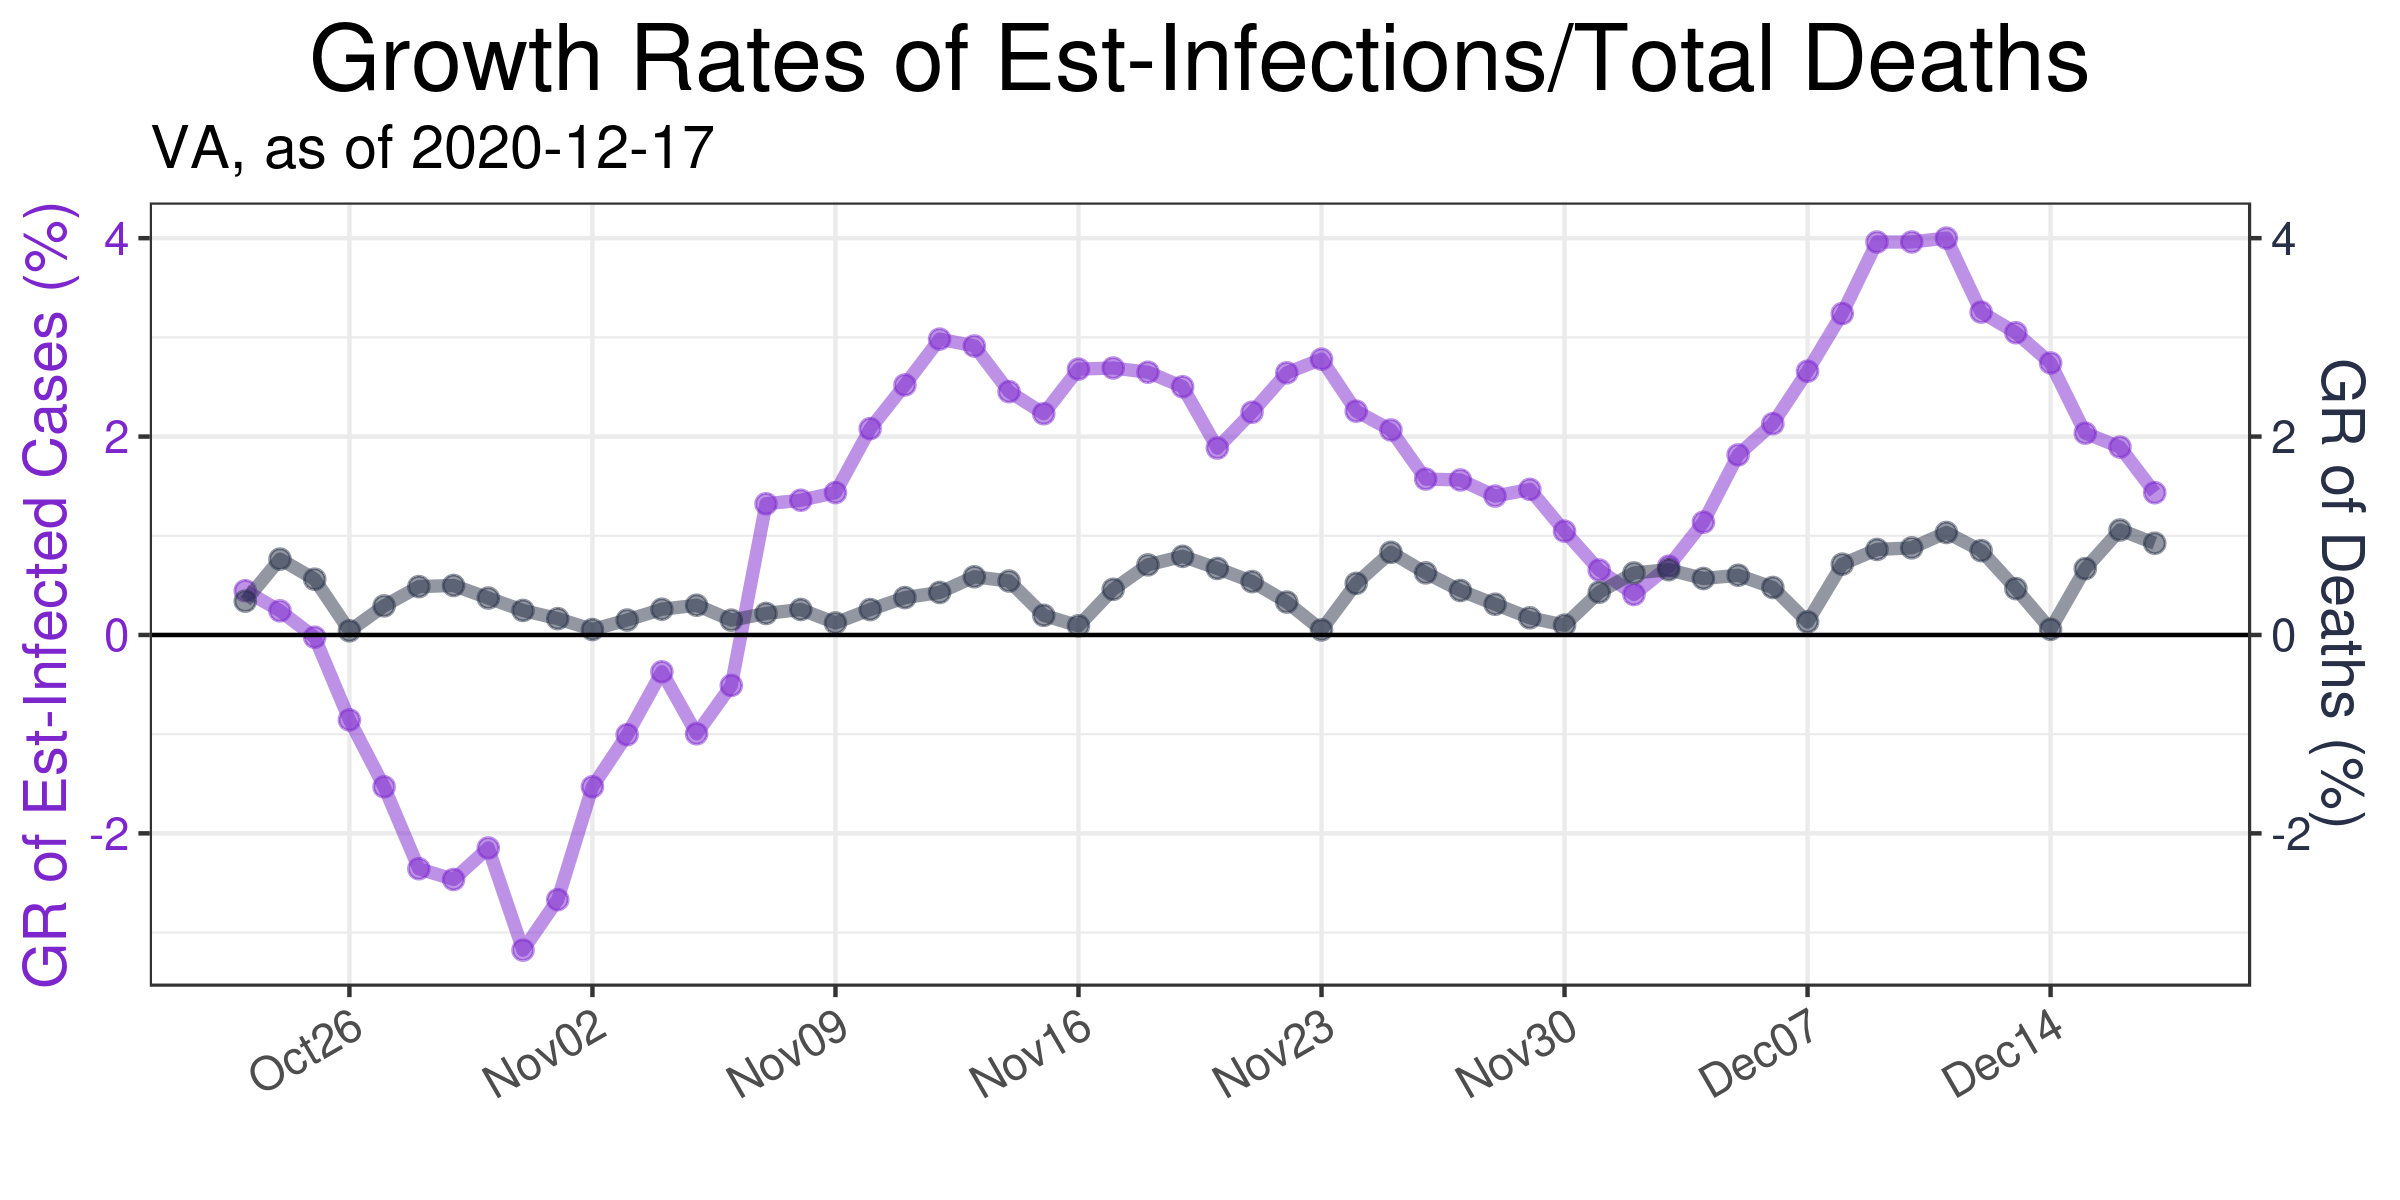 Growth Rates of Est-Infections/Total Deaths
VA, as of 2020-12-17
GR of Est-Infected Cases (%)
4
2
0
-2
4
2
0
-2
GR of Deaths (%)
Oct26
Nov02
Nov09
Nov16
Nov23
Nov30
Dec07
Dec14